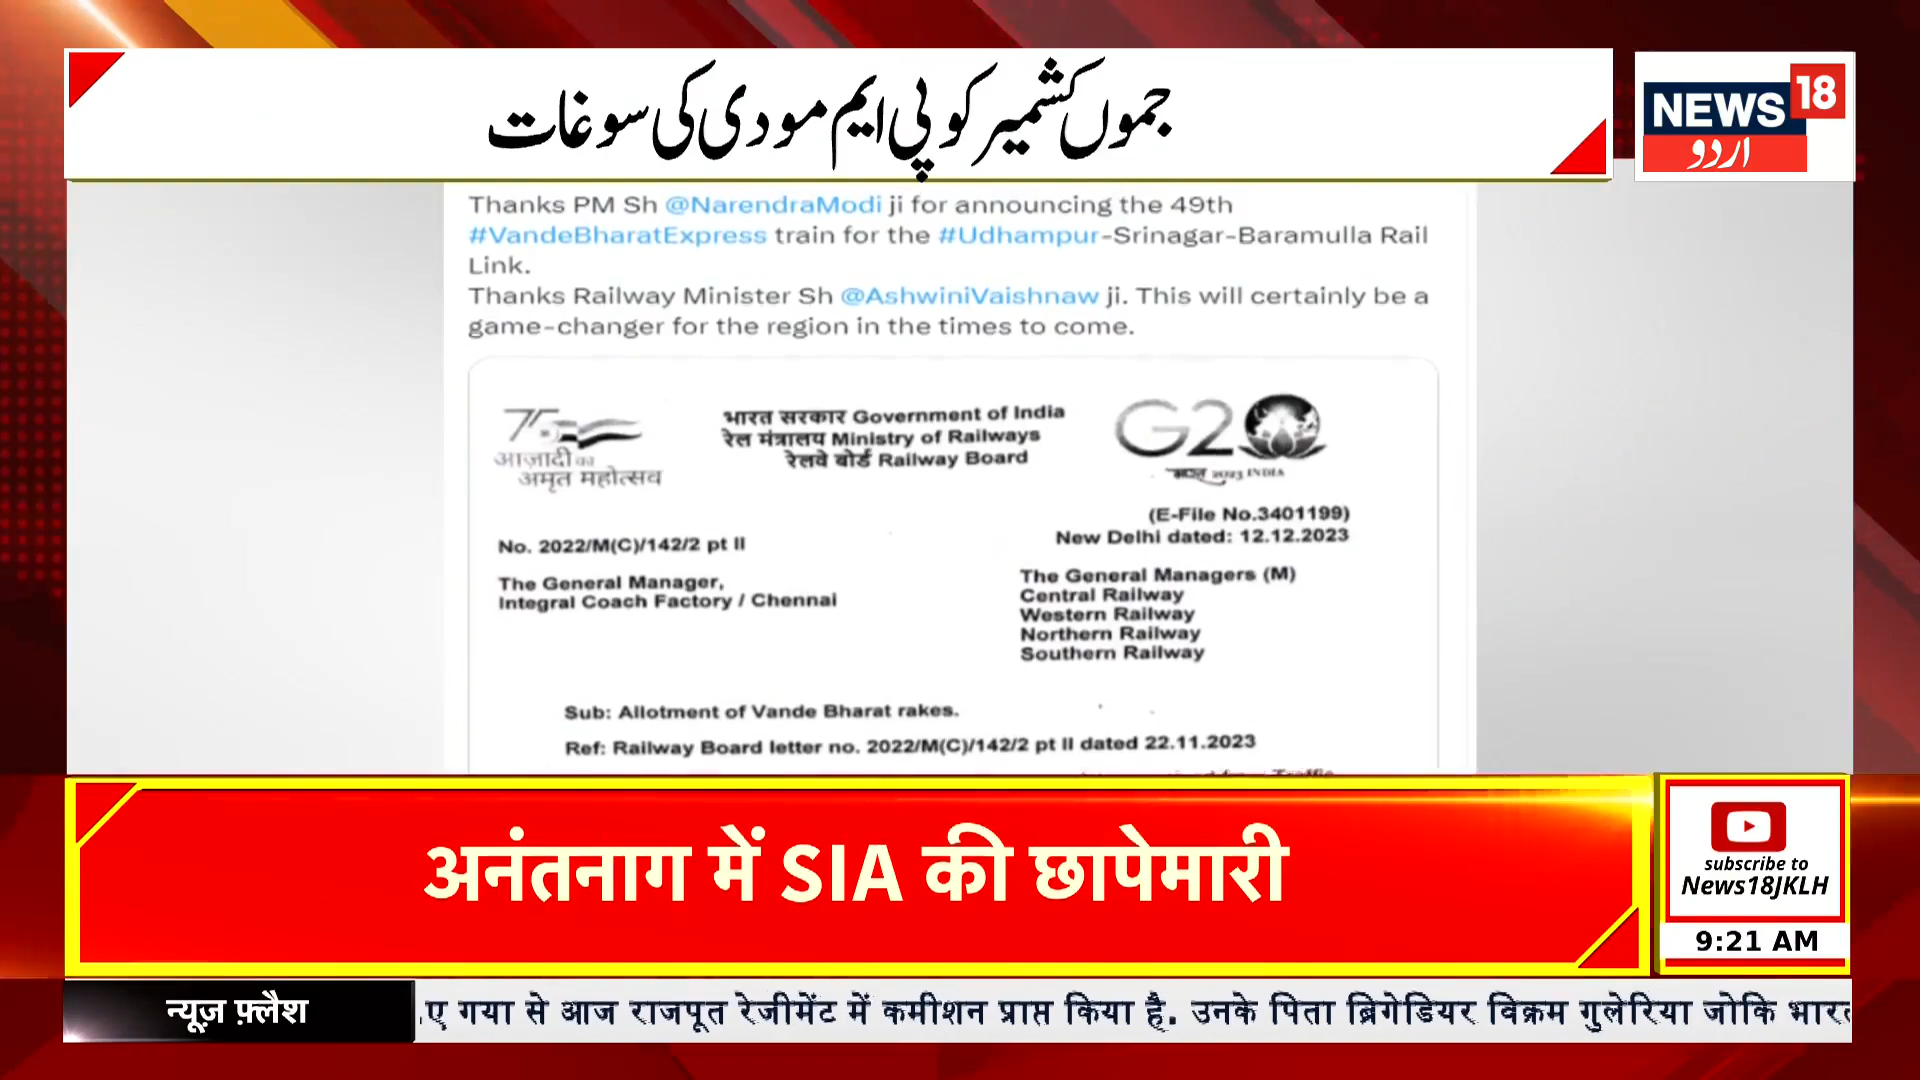 جموں کشمیر کو پی ایم مودی کی سوغات
NEWS 18
اردو
Thanks PM Sh @NarendraModi ji for announcing the 49th
#VandeBharatExpress train for the #Udhampur-Srinagar-Baramulla Rail
Link.
Thanks Railway Minister Sh @AshwiniVaishnaw ji. This will certainly be a
game-changer for the region in the times to come.
75
आज़ादी का
अमृत महोत्सव
भारत सरकार Government of India
रेल मंत्रालय Ministry of Railways
रेलवे बोर्ड Railway Board
G20
भारत 2023 INDIA
(E-File No.3401199)
No. 2022/M(C)/142/2 pt II
New Delhi dated: 12.12.2023
The General Manager,
Integral Coach Factory / Chennai
The General Managers (M)
Central Railway
Western Railway
Northern Railway
Southern Railway
Sub: Allotment of Vande Bharat rakes.
Ref: Railway Board letter no. 2022/M(C)/142/2 pt II dated 22.11.2023
अनंतनाग में SIA की छापेमारी
subscribe to
News18JKLH
9:21 AM
न्यूज़ फ़्लैश
.ए गया से आज राजपूत रेजीमेंट में कमीशन प्राप्त किया है. उनके पिता ब्रिगेडियर विक्रम गुलेरिया जोकि